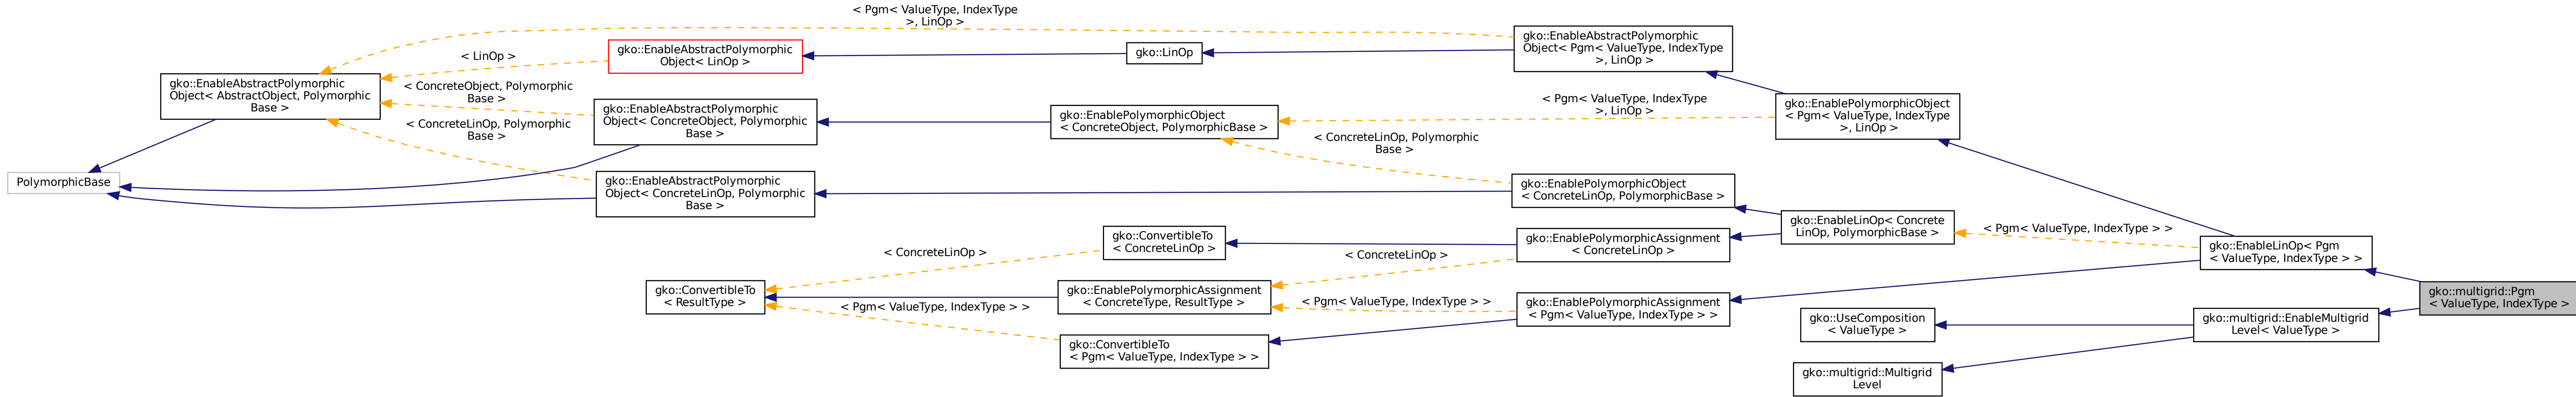 < Pgm< ValueType, IndexType
>, LinOp >
gko::EnableAbstractPolymorphic
Object< Pgm< ValueType, IndexType
>, LinOp >
gko::EnableAbstractPolymorphic
Object< LinOp >
gko::LinOp
< LinOp >
gko::EnableAbstractPolymorphic
Object< AbstractObject, Polymorphic
Base >
< ConcreteObject, Polymorphic
Base >
gko::EnableAbstractPolymorphic
Object< ConcreteObject, Polymorphic
Base >
gko::EnablePolymorphicObject
< ConcreteObject, PolymorphicBase >
< Pgm< ValueType, IndexType
>, LinOp >
gko::EnablePolymorphicObject
< Pgm< ValueType, IndexType
>, LinOp >
< ConcreteLinOp, Polymorphic
Base >
< ConcreteLinOp, Polymorphic
Base >
PolymorphicBase
gko::EnableAbstractPolymorphic
Object< ConcreteLinOp, Polymorphic
Base >
gko::EnablePolymorphicObject
< ConcreteLinOp, PolymorphicBase >
gko::EnableLinOp< Concrete
LinOp, PolymorphicBase >
< Pgm< ValueType, IndexType > >
gko::EnableLinOp< Pgm
< ValueType, IndexType > >
gko::ConvertibleTo
< ConcreteLinOp >
gko::EnablePolymorphicAssignment
< ConcreteLinOp >
< ConcreteLinOp >
< ConcreteLinOp >
gko::ConvertibleTo
< ResultType >
gko::EnablePolymorphicAssignment
< ConcreteType, ResultType >
< Pgm< ValueType, IndexType > >
< Pgm< ValueType, IndexType > >
gko::EnablePolymorphicAssignment
< Pgm< ValueType, IndexType > >
gko::multigrid::Pgm
< ValueType, IndexType >
gko::UseComposition
< ValueType >
gko::multigrid::EnableMultigrid
Level< ValueType >
gko::ConvertibleTo
< Pgm< ValueType, IndexType > >
gko::multigrid::Multigrid
Level